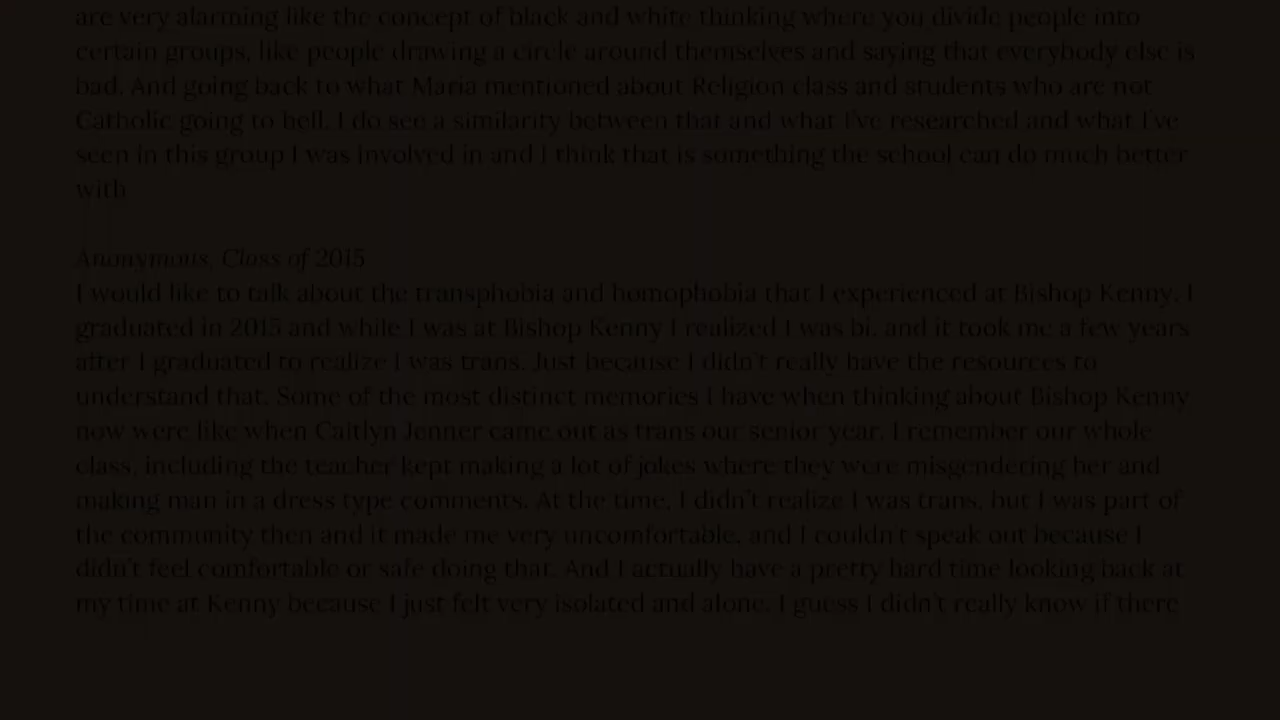 are very alarming like the concept of black and white thinking where you divide people into
certain groups, like people drawing a circle around themselves and saying that everybody else is
bad. And going back to what Maria mentioned about Religion class and students who are not
Catholic going to hell. I do see a similarity between that and what I've researched and what I've
seen in this group I was involved in and I think that is something the school can do much better
with
Anonymous, Class of 2015
I would like to talk about the transphobia and homophobia that I experienced at Bishop Kenny. I
graduated in 2015 and while I was at Bishop Kenny I realized I was bi, and it took me a few years
after I graduated to realize I was trans. Just because I didn't really have the resources to
understand that. Some of the most distinct memories I have when thinking about Bishop Kenny
now were like when Caitlyn Jenner came out as trans our senior year. I remember our whole
class, including the teacher kept making a lot of jokes where they were misgendering her and
making man in a dress type comments. At the time, I didn't realize I was trans, but I was part of
the community then and it made me very uncomfortable, and I couldn't speak out because I
didn't feel comfortable or safe doing that. And I actually have a pretty hard time looking back at
my time at Kenny because I just felt very isolated and alone. I guess I didn't really know if there